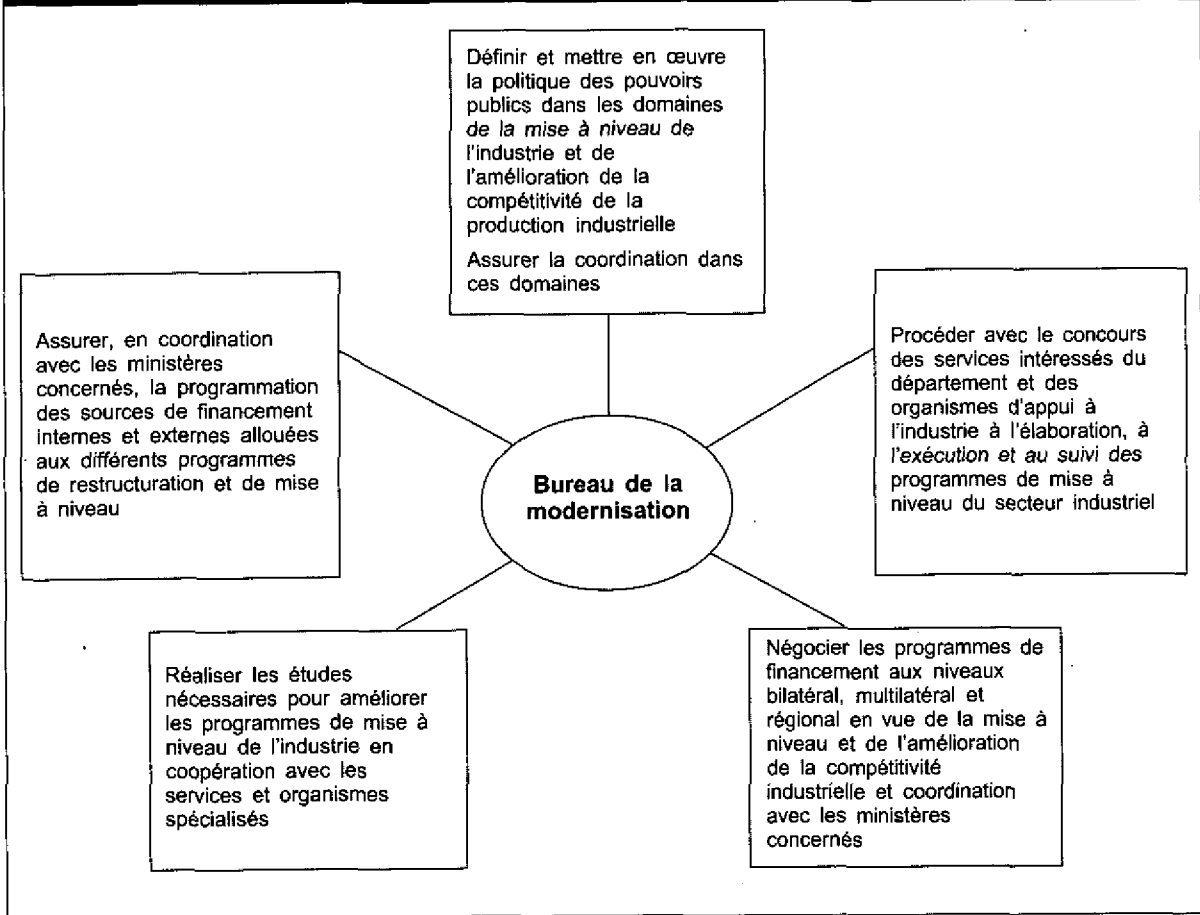 Définir et mettre en œuvre
la politique des pouvoirs
publics dans les domaines
de la mise à niveau de
l'industrie et de
l'amélioration de la
compétitivité de la
production industrielle
Assurer la coordination dans
ces domaines
Assurer, en coordination
avec les ministères
concernés, la programmation
des sources de financement
internes et externes allouées
aux différents programmes
de restructuration et de mise
à niveau
Procéder avec le concours
des services intéressés du
département et des
organismes d'appui à
l'industrie à l'élaboration, à
l'exécution et au suivi des
programmes de mise à
niveau du secteur industriel
Bureau de la
modernisation
Réaliser les études
nécessaires pour améliorer
les programmes de mise à
niveau de l'industrie en
coopération avec les
services et organismes
spécialisés
Négocier les programmes de
financement aux niveaux
bilatéral, multilatéral et
régional en vue de la mise à
niveau et de l'amélioration
de la compétitivité
industrielle et coordination
avec les ministères
concernés